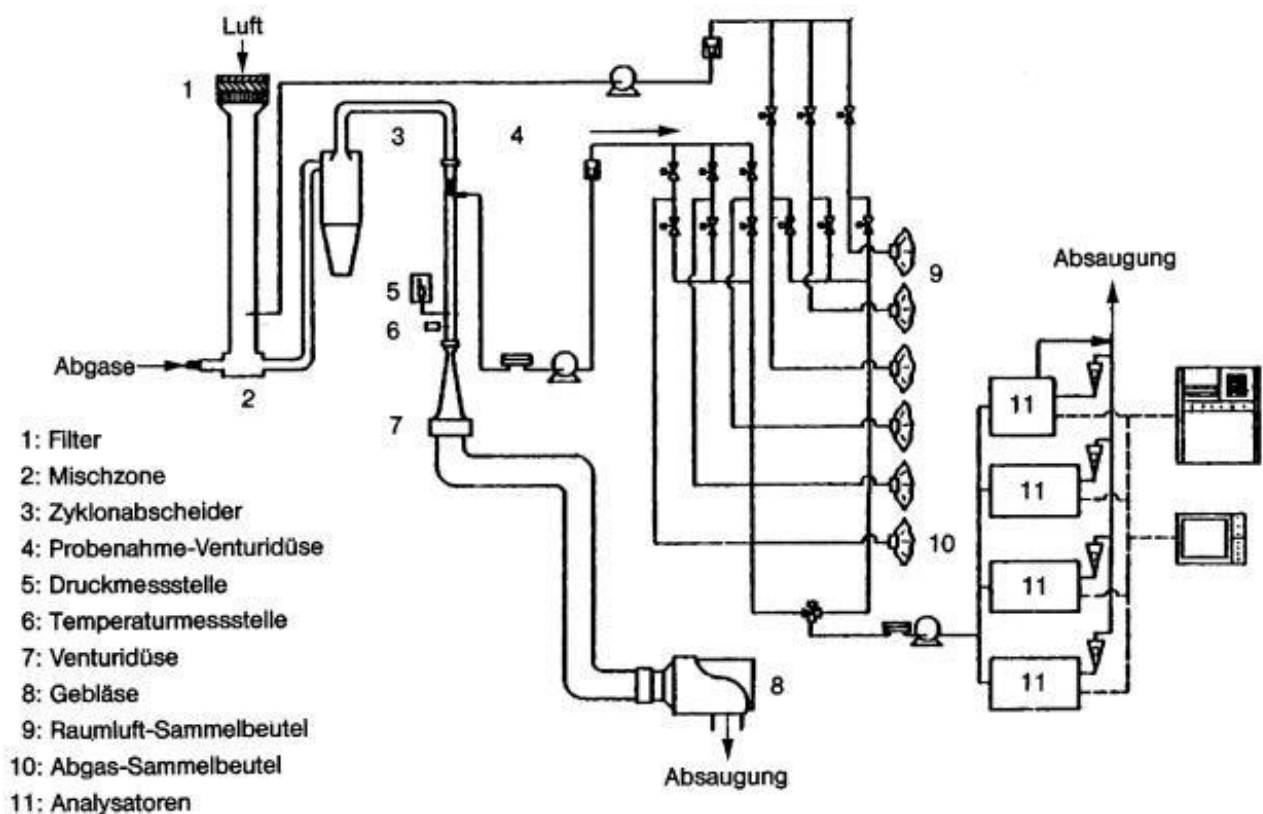 Luft
1
3
4
9
Absaugung
5
6
Abgase
2
11
7
11
10
11
11
8
Absaugung
1: Filter
2: Mischzone
3: Zyklonabscheider
4: Probenahme-Venturidüse
5: Druckmessstelle
6: Temperaturmessstelle
7: Venturidüse
8: Gebläse
9: Raumluft-Sammelbeutel
10: Abgas-Sammelbeutel
11: Analysatoren